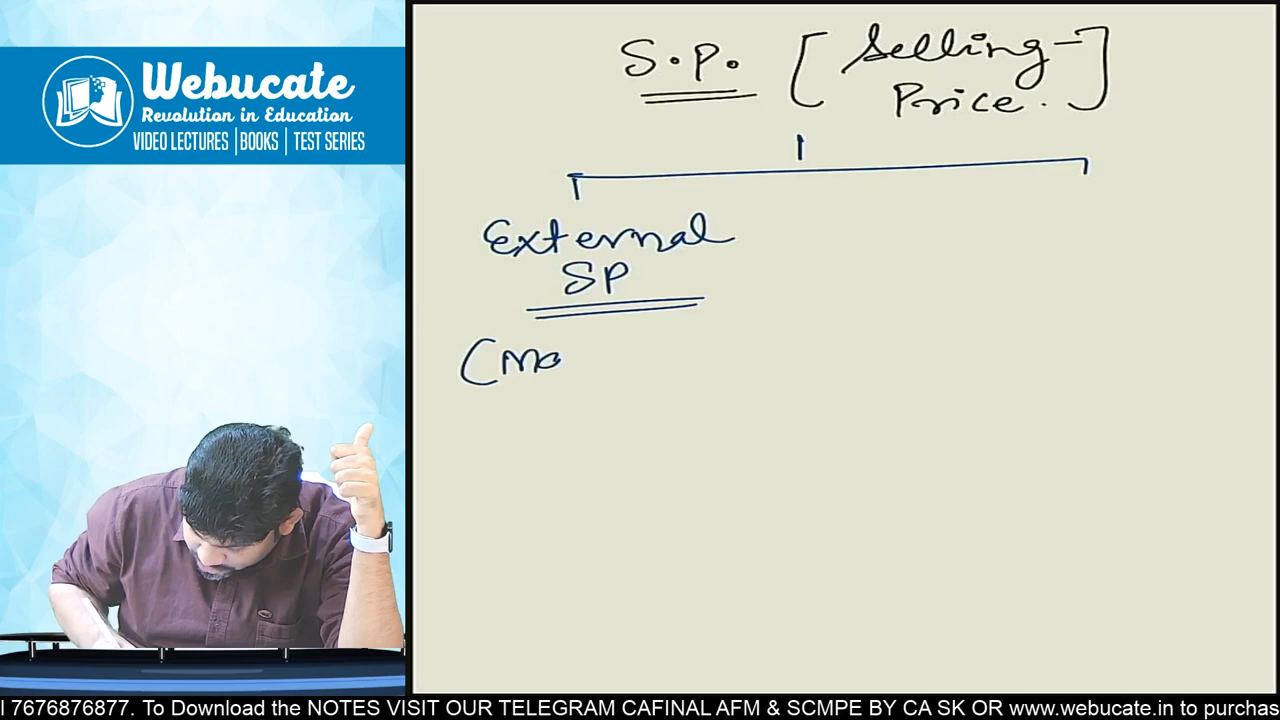 Webucate
Revolution in Education
VIDEO LECTURES | BOOKS | TEST SERIES
S.P. [Selling-
Price.]
External
SP
(Ma
l 7676876877. To Download the NOTES VISIT OUR TELEGRAM CAFINAL AFM & SCMPE BY CA SK OR www.webucate.in to purchas